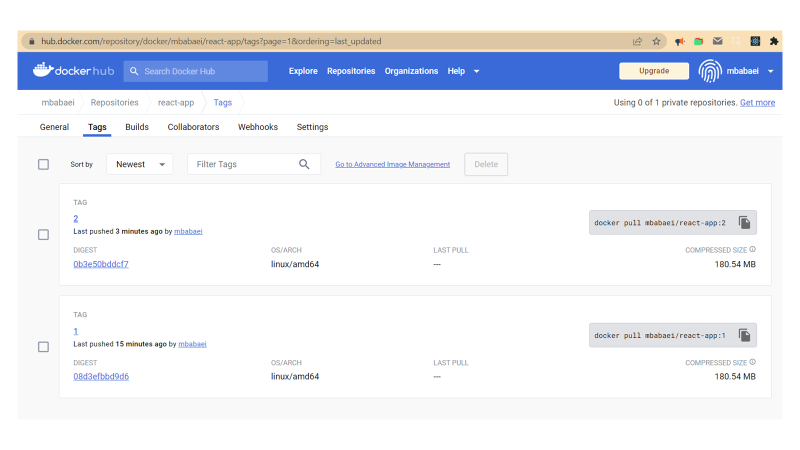 hub.docker.com/repository/docker/mbabaei/react-app/tags?page=1&ordering=last_updated
dockerhub Search Docker Hub Explore Repositories Organizations Help Upgrade mbabaei
mbabaei Repositories react-app Tags Using 0 of 1 private repositories. Get more
General Tags Builds Collaborators Webhooks Settings
Sort by Newest Filter Tags Go to Advanced Image Management Delete
TAG
2
docker pull mbabaei/react-app:2
Last pushed 3 minutes ago by mbabaei
DIGEST OS/ARCH LAST PULL COMPRESSED SIZE
0b3e50bddcf7 linux/amd64 --- 180.54 MB
TAG
1
docker pull mbabaei/react-app:1
Last pushed 15 minutes ago by mbabaei
DIGEST OS/ARCH LAST PULL COMPRESSED SIZE
08d3efbbd9d6 linux/amd64 --- 180.54 MB